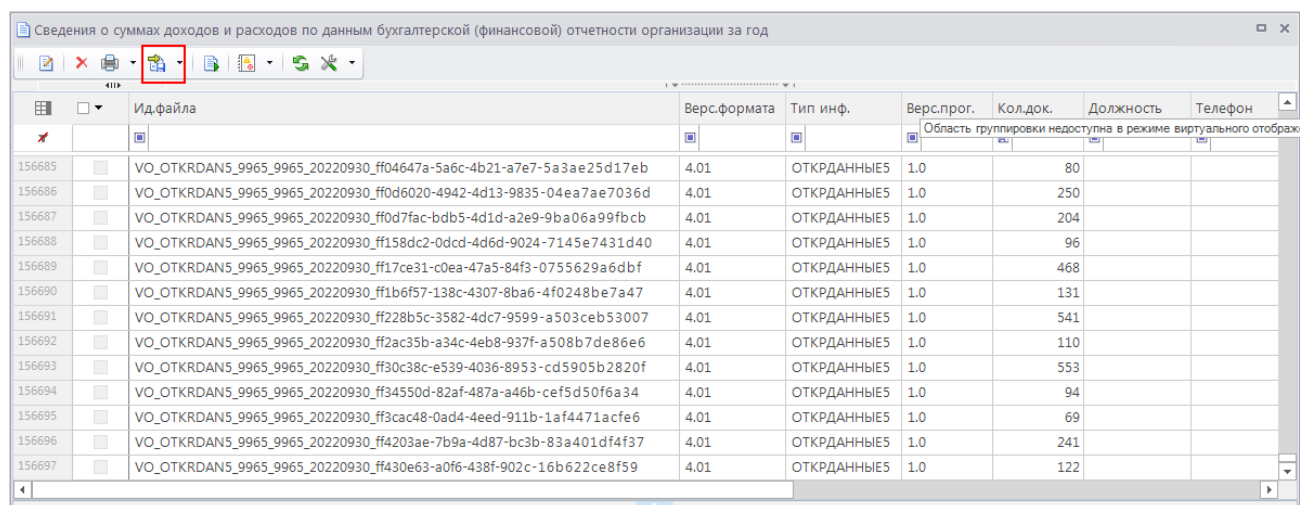 Сведения о суммах доходов и расходов по данным бухгалтерской (финансовой) отчетности организации за год
Ид.файла Верс.формата Тип инф. Верс.прог. Кол.док. Должность Телефон
Область группировки недоступна в режиме виртуального отображ
156685 VO_OTKRDAN5_9965_9965_20220930_ff04647a-5a6c-4b21-a7e7-5a3ae25d17eb 4.01 ОТКРДАННЫЕ5 1.0 80
156686 VO_OTKRDAN5_9965_9965_20220930_ff0d6020-4942-4d13-9835-04ea7ae7036d 4.01 ОТКРДАННЫЕ5 1.0 250
156687 VO_OTKRDAN5_9965_9965_20220930_ff0d7fac-bdb5-4d1d-a2e9-9ba06a99fbcb 4.01 ОТКРДАННЫЕ5 1.0 204
156688 VO_OTKRDAN5_9965_9965_20220930_ff158dc2-0dcd-4d6d-9024-7145e7431d40 4.01 ОТКРДАННЫЕ5 1.0 96
156689 VO_OTKRDAN5_9965_9965_20220930_ff17ce31-c0ea-47a5-84f3-0755629a6dbf 4.01 ОТКРДАННЫЕ5 1.0 468
156690 VO_OTKRDAN5_9965_9965_20220930_ff1b6f57-138c-4307-8ba6-4f0248be7a47 4.01 ОТКРДАННЫЕ5 1.0 131
156691 VO_OTKRDAN5_9965_9965_20220930_ff228b5c-3582-4dc7-9599-a503ceb53007 4.01 ОТКРДАННЫЕ5 1.0 541
156692 VO_OTKRDAN5_9965_9965_20220930_ff2ac35b-a34c-4eb8-937f-a508b7de86e6 4.01 ОТКРДАННЫЕ5 1.0 110
156693 VO_OTKRDAN5_9965_9965_20220930_ff30c38c-e539-4036-8953-cd5905b2820f 4.01 ОТКРДАННЫЕ5 1.0 553
156694 VO_OTKRDAN5_9965_9965_20220930_ff34550d-82af-487a-a46b-cef5d50f6a34 4.01 ОТКРДАННЫЕ5 1.0 94
156695 VO_OTKRDAN5_9965_9965_20220930_ff3cac48-0ad4-4eed-911b-1af4471acfe6 4.01 ОТКРДАННЫЕ5 1.0 69
156696 VO_OTKRDAN5_9965_9965_20220930_ff4203ae-7b9a-4d87-bc3b-83a401df4f37 4.01 ОТКРДАННЫЕ5 1.0 241
156697 VO_OTKRDAN5_9965_9965_20220930_ff430e63-a0f6-438f-902c-16b622ce8f59 4.01 ОТКРДАННЫЕ5 1.0 122